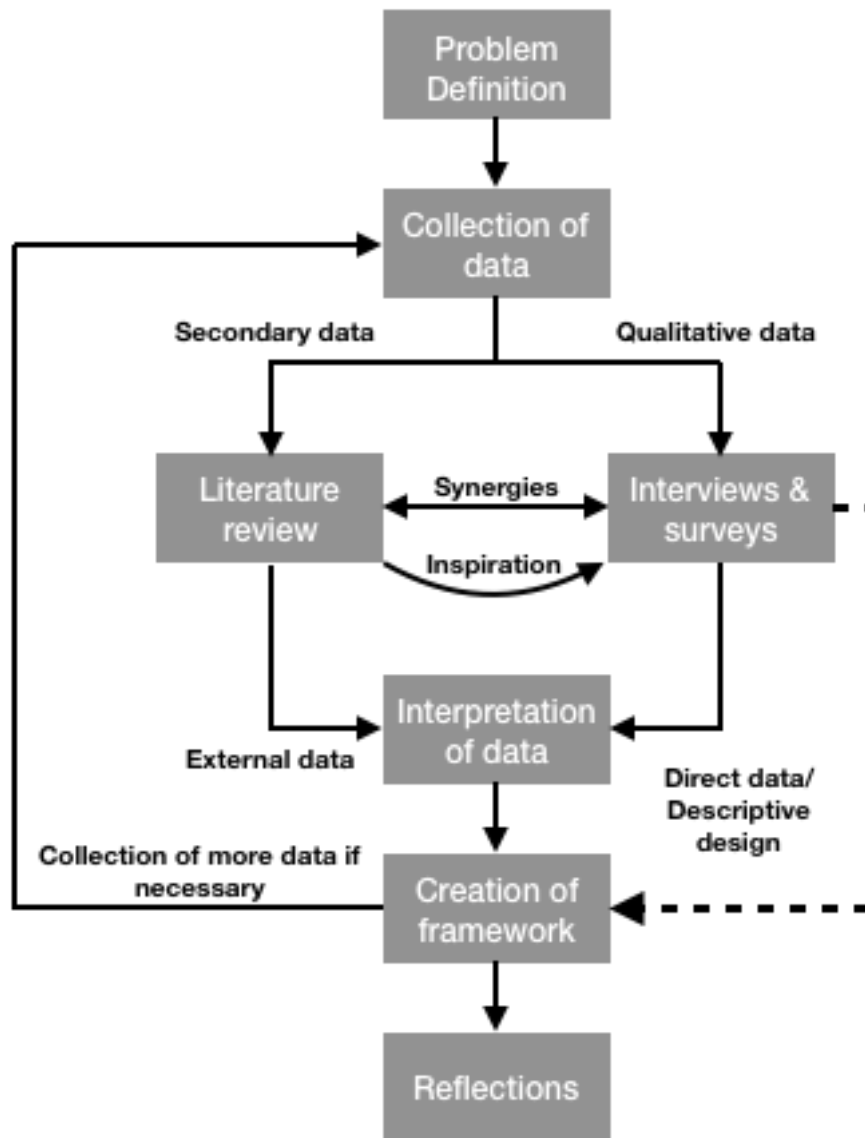 Problem
Definition
Collection of
data
Secondary data
Qualitative data
Literature
review
Synergies
Inspiration
Interviews &
surveys
Interpretation
of data
External data
Direct data/
Descriptive
design
Collection of more data if
necessary
Creation of
framework
Reflections